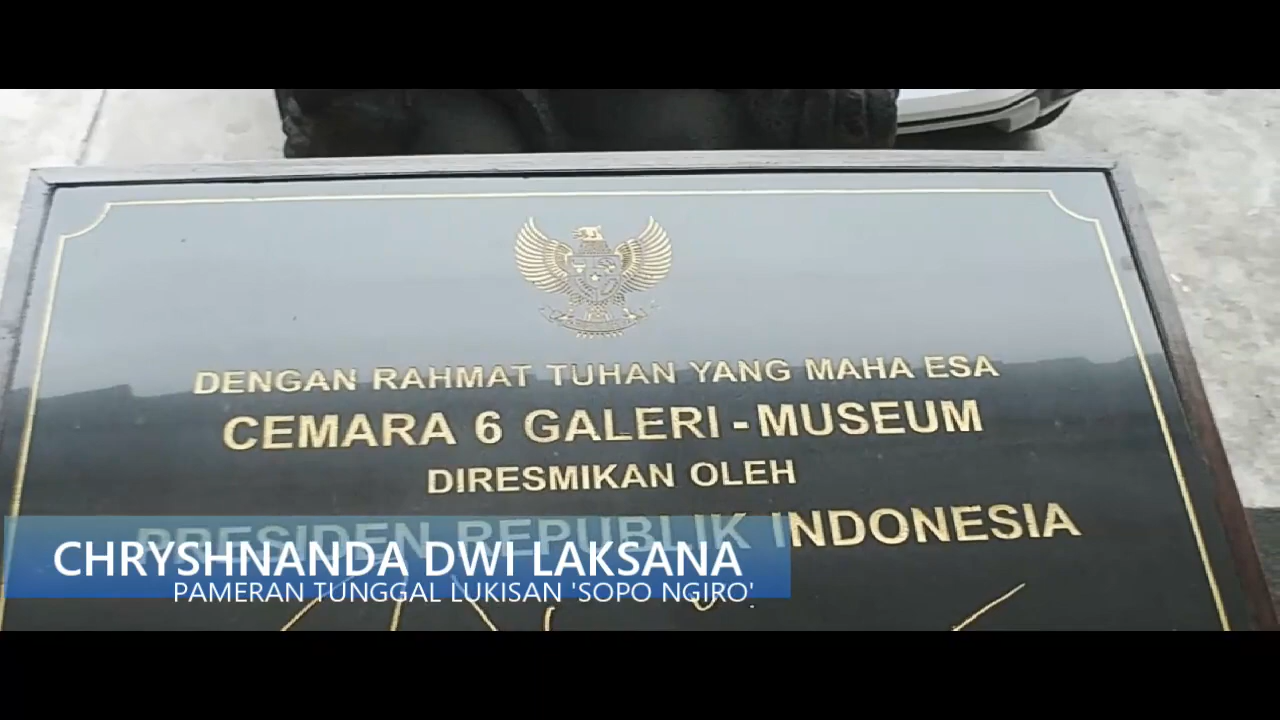 DENGAN RAHMAT TUHAN YANG MAHA ESA
CEMARA 6 GALERI - MUSEUM
DIRESMIKAN OLEH
PRESIDEN REPUBLIK INDONESIA
CHRYSHNANDA DWI LAKSANA
PAMERAN TUNGGAL LUKISAN 'SOPO NGIRO'